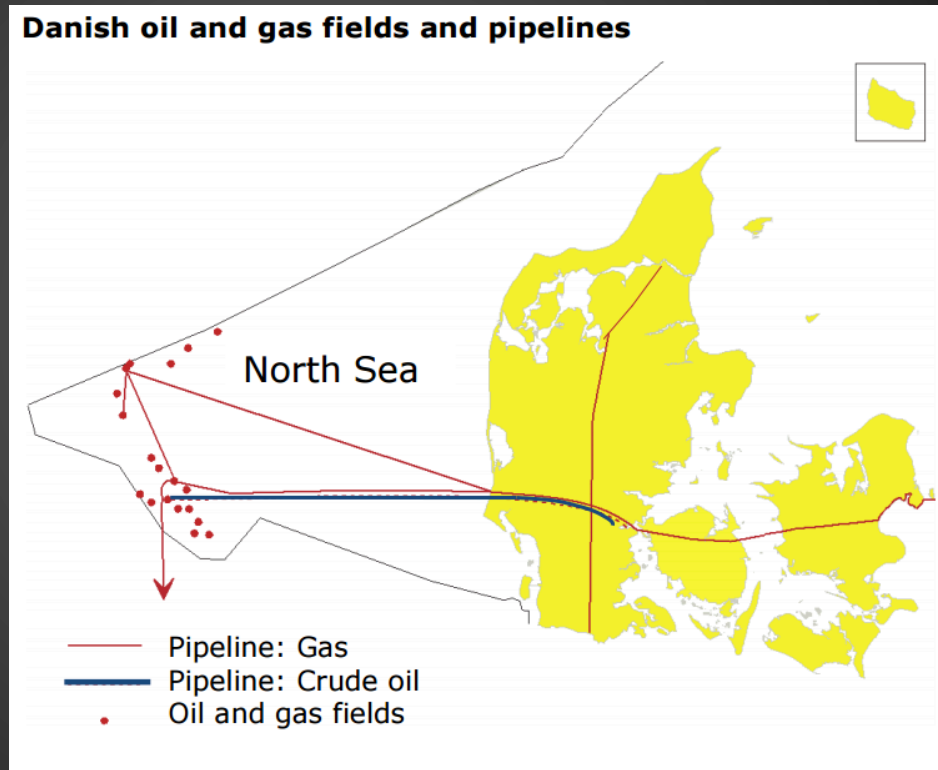 Danish oil and gas fields and pipelines
North Sea
Pipeline: Gas
Pipeline: Crude oil
Oil and gas fields